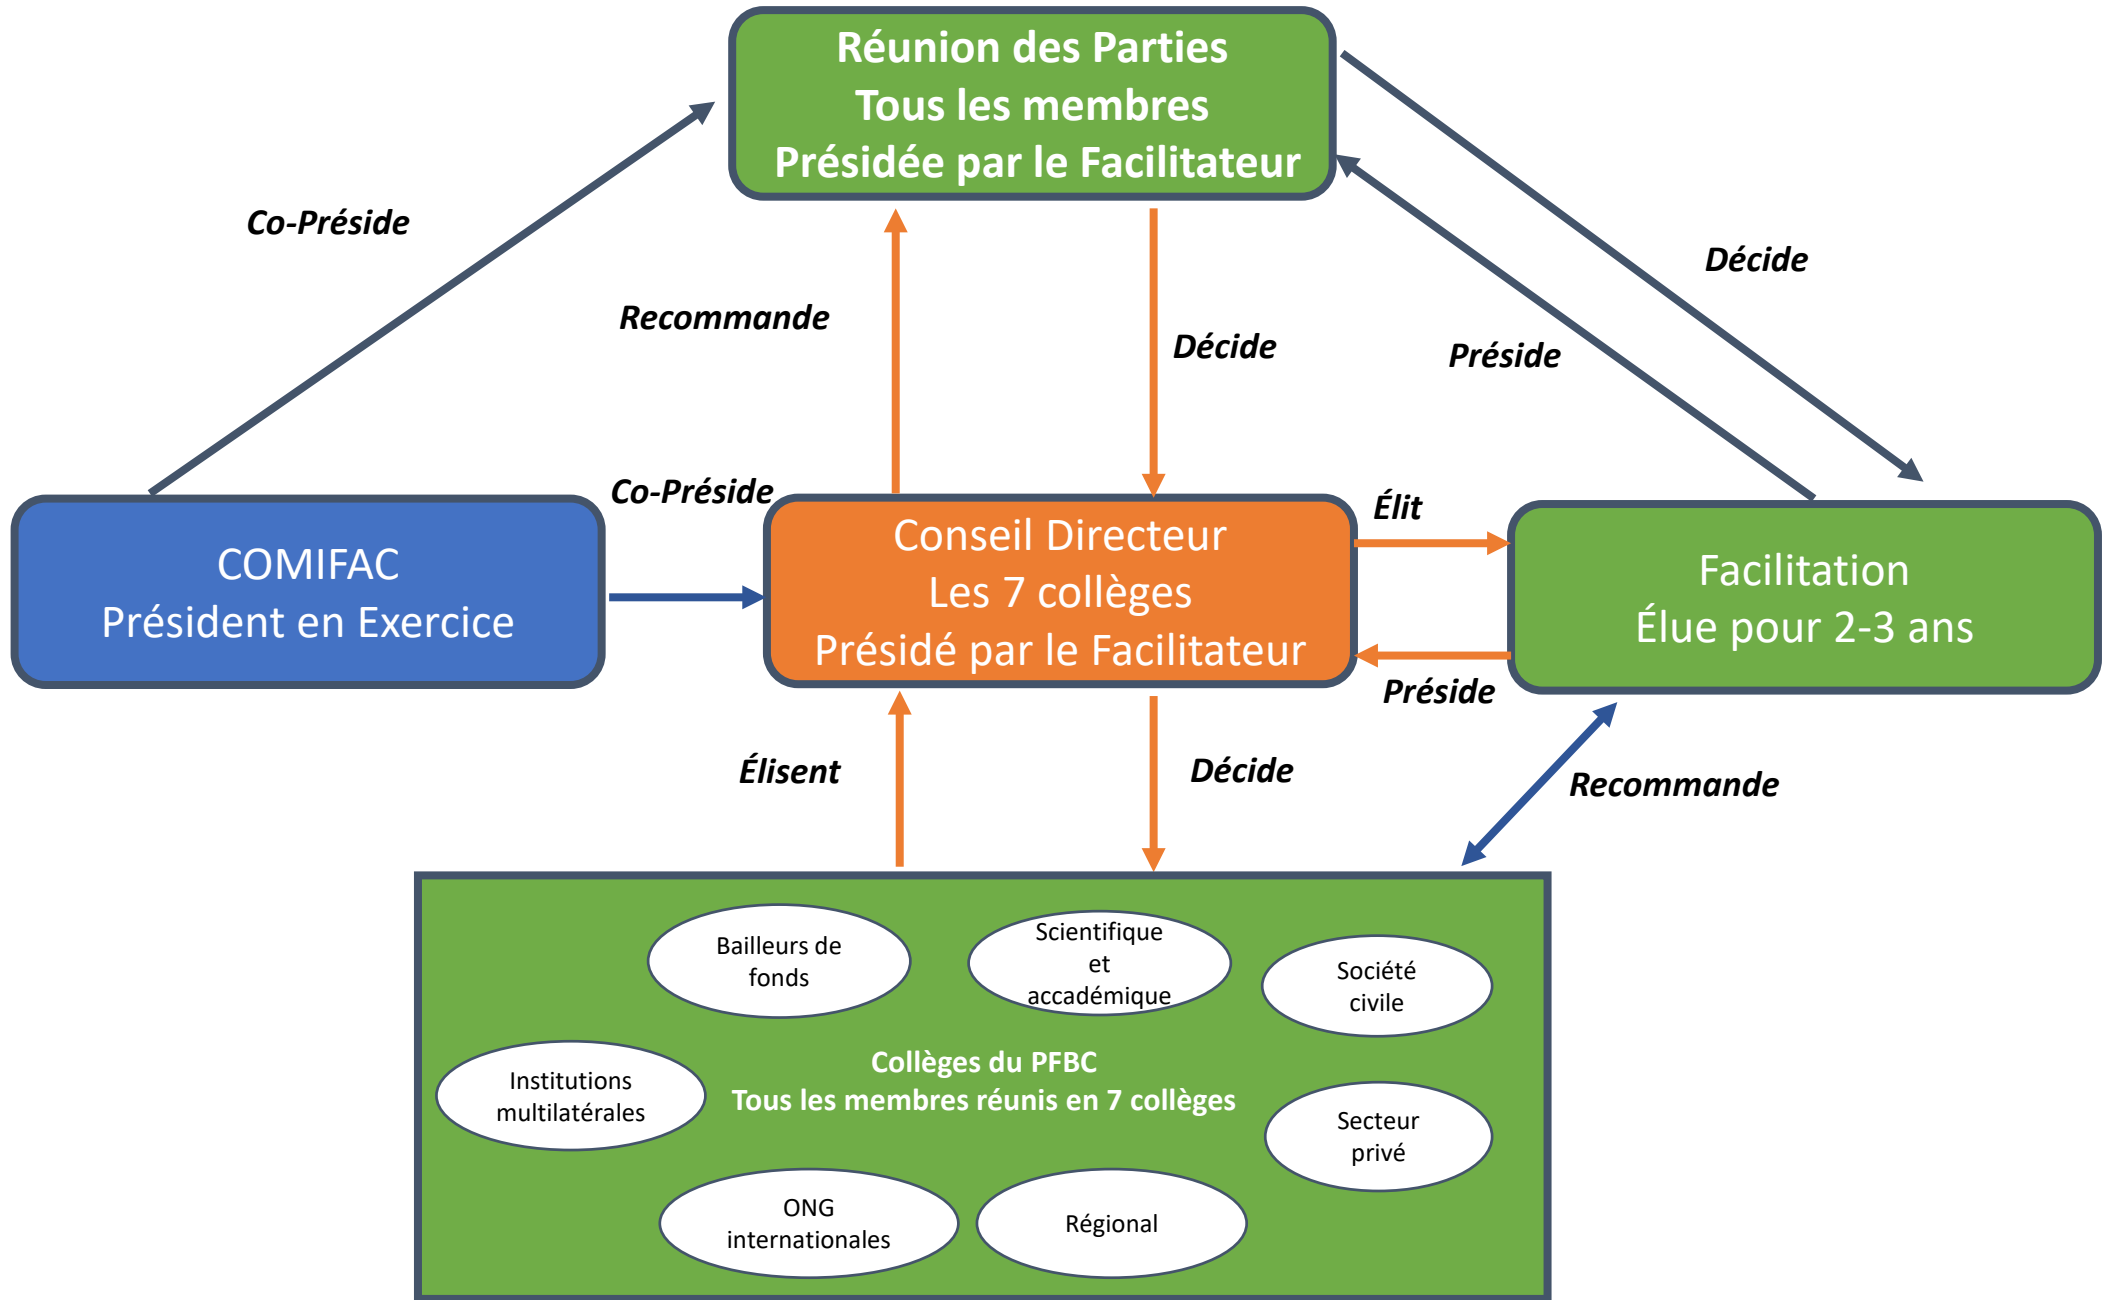 Réunion des Parties
Tous les membres
Présidée par le Facilitateur
Co-Préside
Décide
Recommande
Décide
Préside
Co-Préside
Élit
COMIFAC
Président en Exercice
Conseil Directeur
Les 7 collèges
Présidé par le Facilitateur
Facilitation
Élue pour 2-3 ans
Préside
Élisent
Décide
Recommande
Bailleurs de
fonds
Scientifique
et
accadémique
Société
civile
Collèges du PFBC
Tous les membres réunis en 7 collèges
Institutions
multilatérales
Secteur
privé
ONG
internationales
Régional